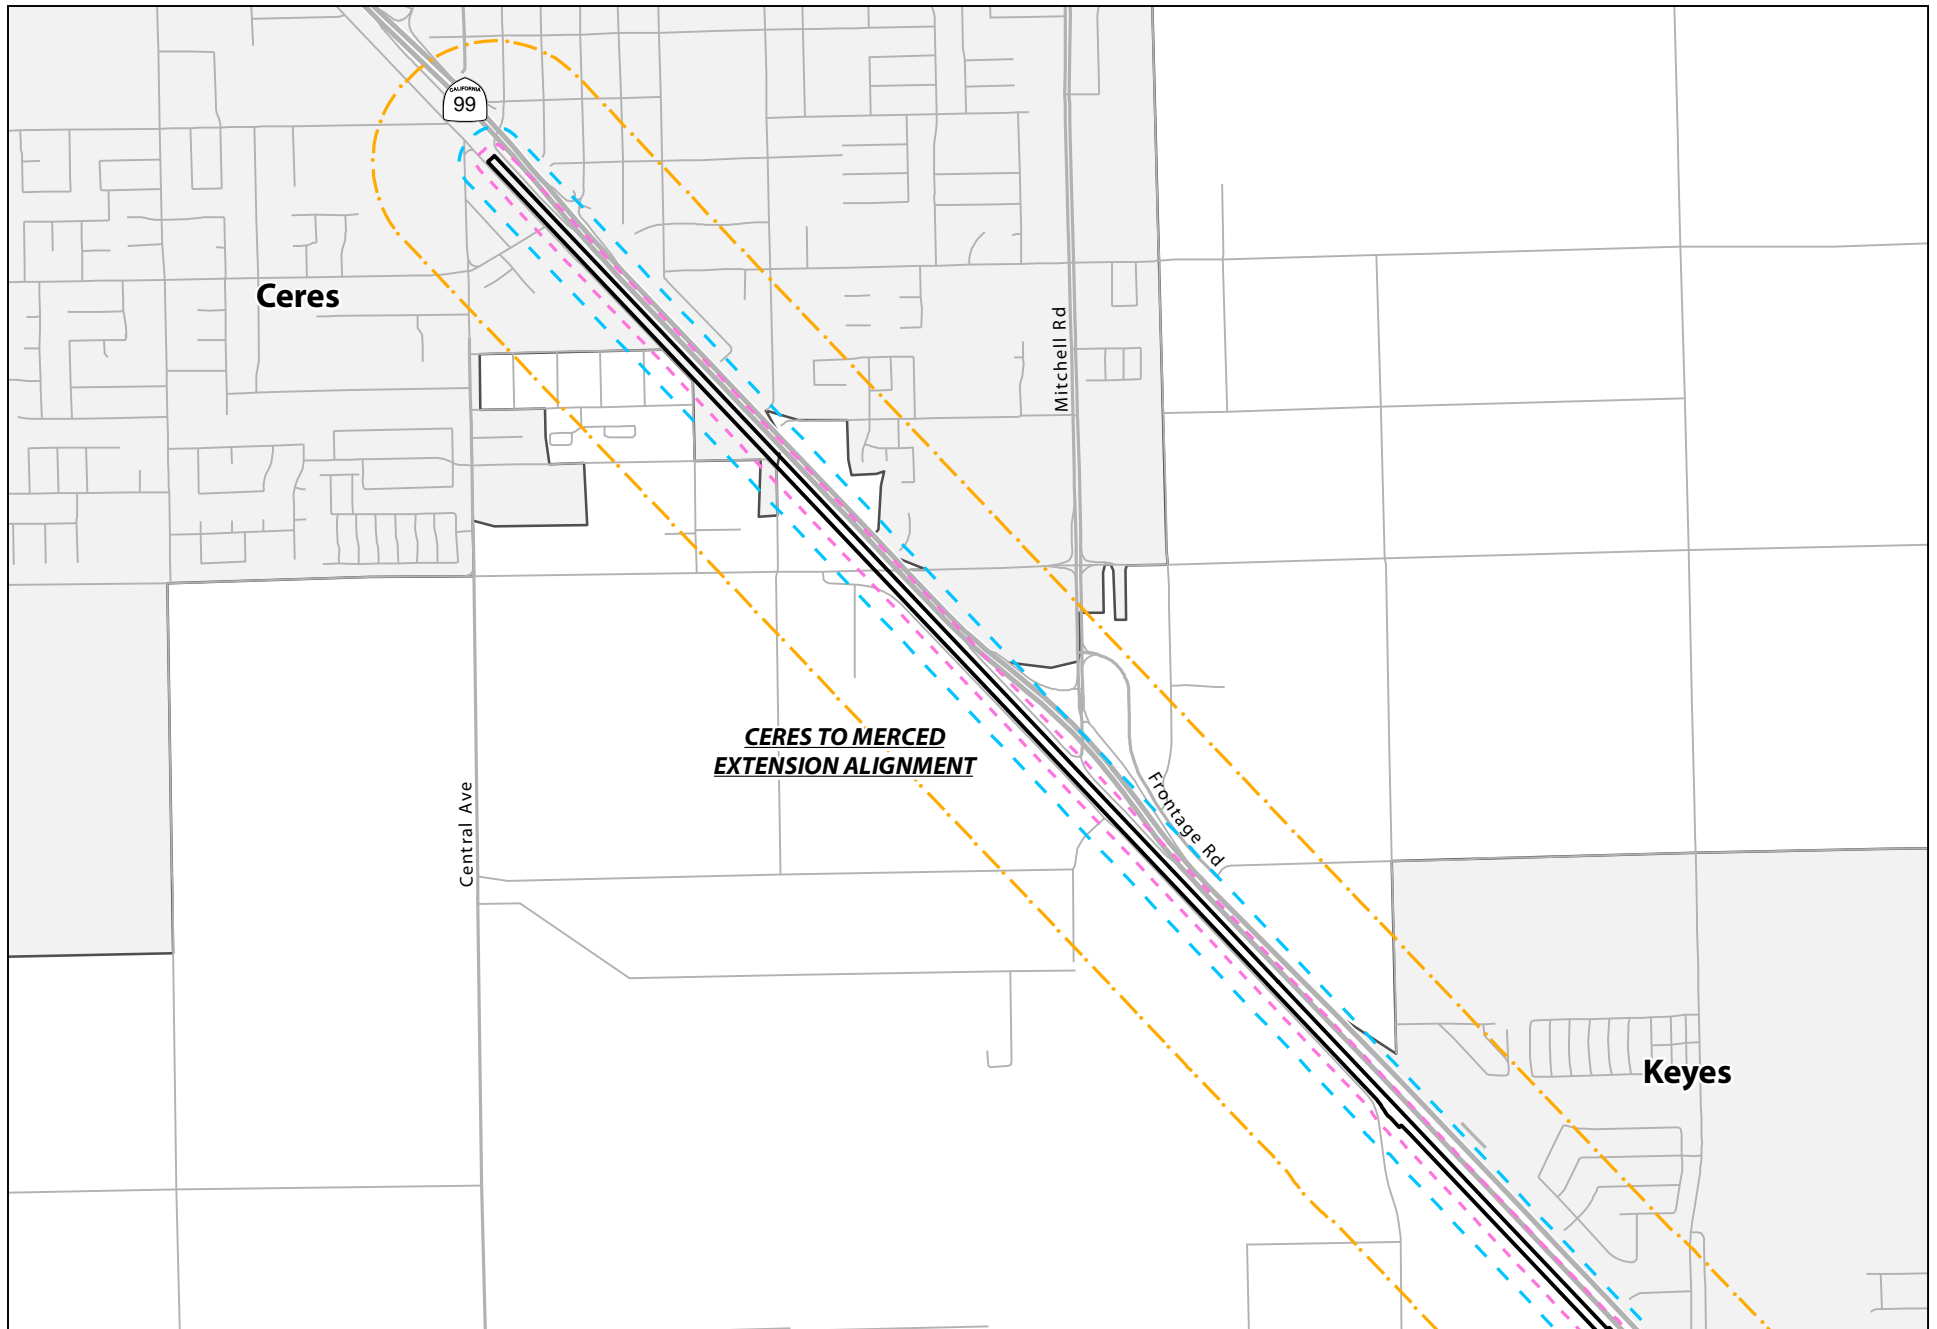 CALIFORNIA
99
Ceres
Mitchell Rd
CERES TO MERCED
EXTENSION ALIGNMENT
Frontage Rd
Central Ave
Keyes